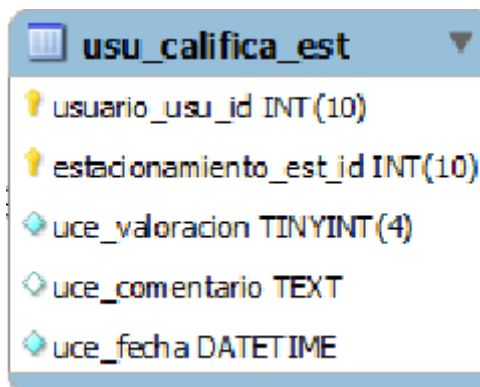 usu_califica_est
usuario_usu_id INT(10)
estacionamiento_est_id INT(10)
uce_valoracion TINYINT(4)
uce_comentario TEXT
uce_fecha DATETIME